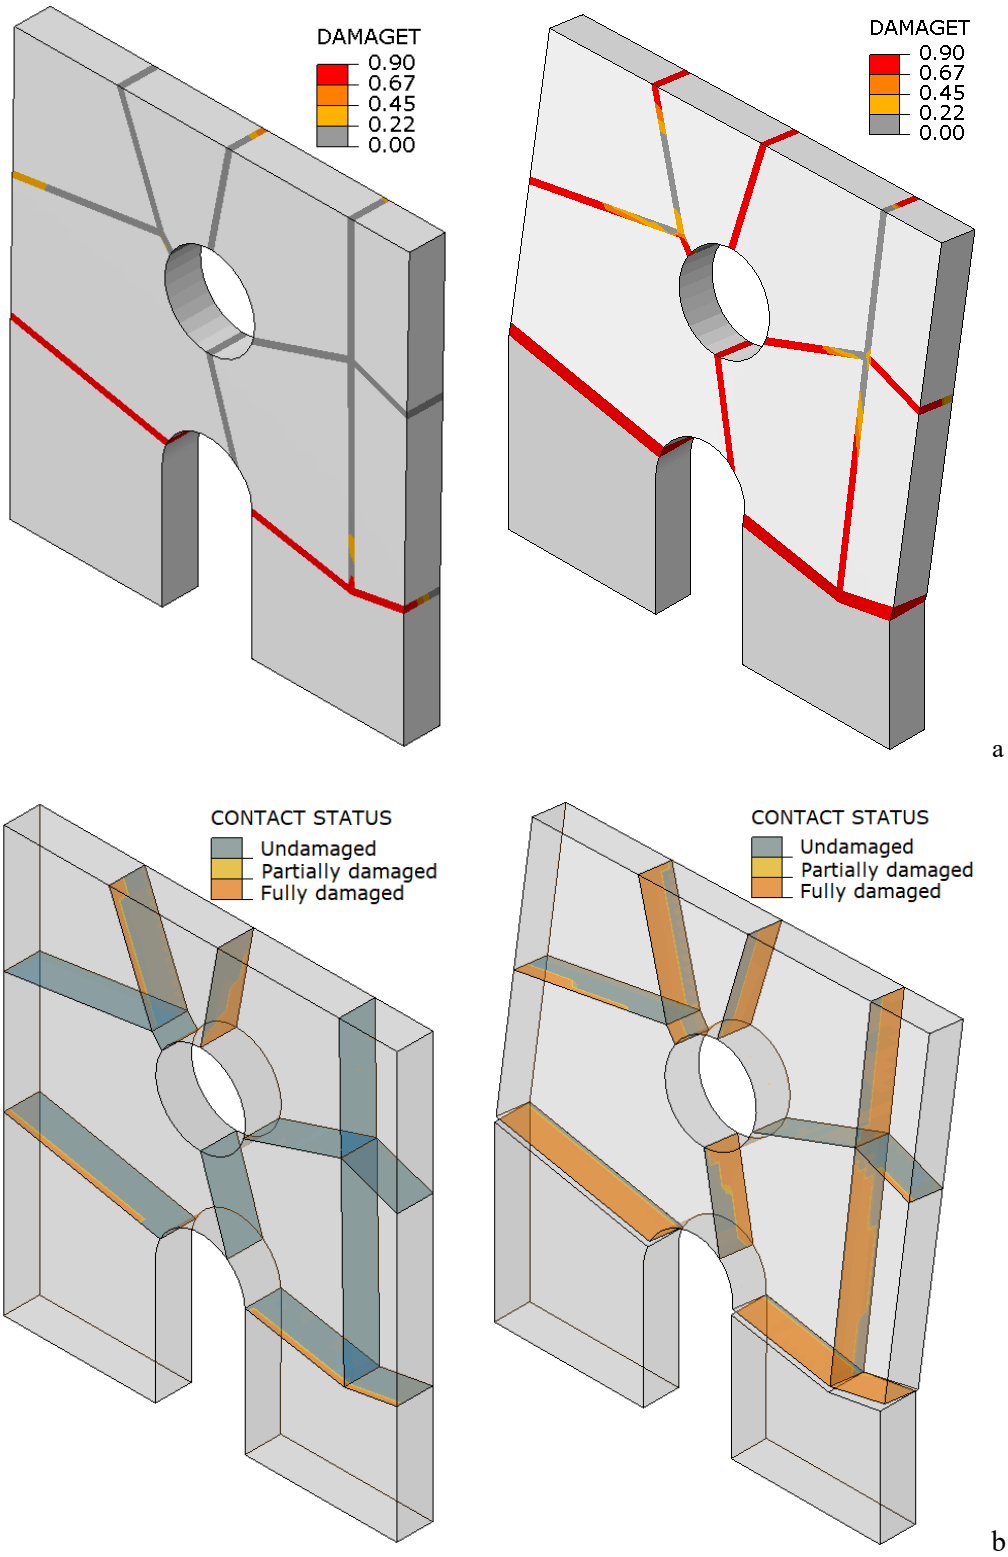 DAMAGET
0.90
0.67
0.45
0.22
0.00
DAMAGET
0.90
0.67
0.45
0.22
0.00
a
CONTACT STATUS
Undamaged
Partially damaged
Fully damaged
CONTACT STATUS
Undamaged
Partially damaged
Fully damaged
b